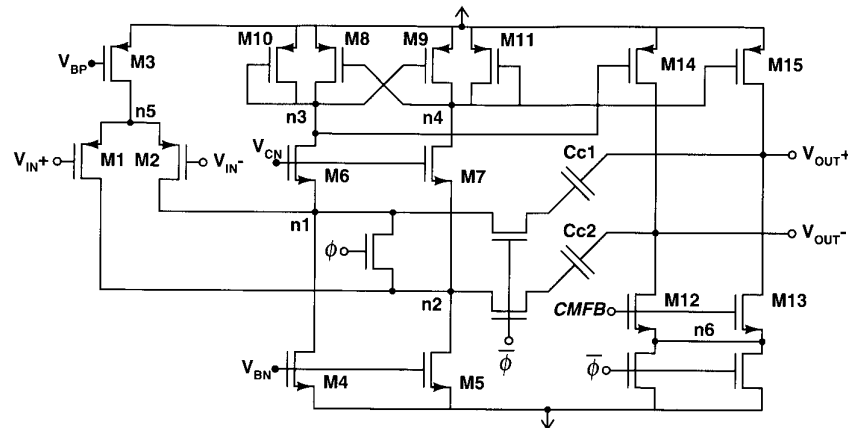 M10 M8 M9 M11
M3 M14 M15
V_BP
n5 n3 n4
V_IN+ M1 M2 V_IN- V_CN Cc1 V_OUT+
M6 M7
n1 Cc2
ϕ V_OUT-
n2 M12 M13
CMFB
n6
ϕ̅ ϕ̅
V_BN M4 M5